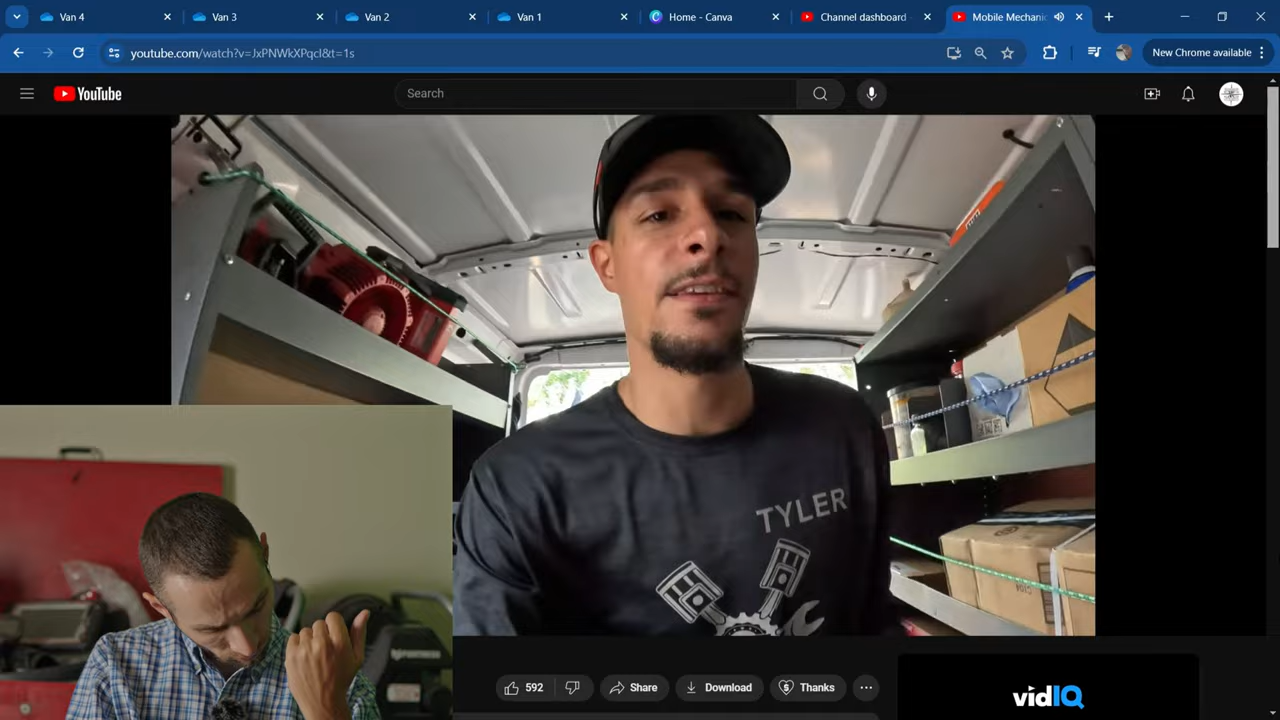 Van 4
Van 3
Van 2
Van 1
Home - Canva
Channel dashboard
Mobile Mechanic
youtube.com/watch?v=JxPNWkXPqcI&t=1s
New Chrome available
YouTube
Search
TYLER
592
Share
Download
Thanks
vidIQ